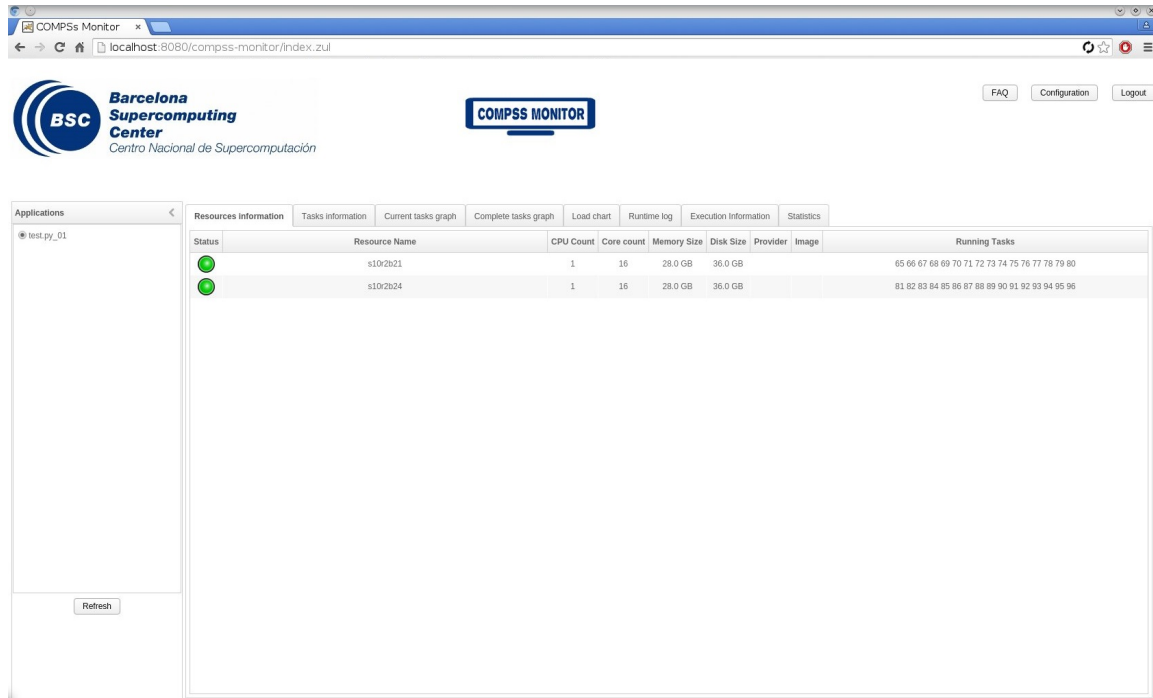 COMPSs Monitor
localhost:8080/compss-monitor/index.zul
BSC
Barcelona
Supercomputing
Center
Centro Nacional de Supercomputación
COMPSS MONITOR
FAQ Configuration Logout
Applications
test.py_01
Refresh
Resources information Tasks information Current tasks graph Complete tasks graph Load chart Runtime log Execution Information Statistics
Status Resource Name CPU Count Core count Memory Size Disk Size Provider Image Running Tasks
s10r2b21 1 16 28.0 GB 36.0 GB 65 66 67 68 69 70 71 72 73 74 75 76 77 78 79 80
s10r2b24 1 16 28.0 GB 36.0 GB 81 82 83 84 85 86 87 88 89 90 91 92 93 94 95 96